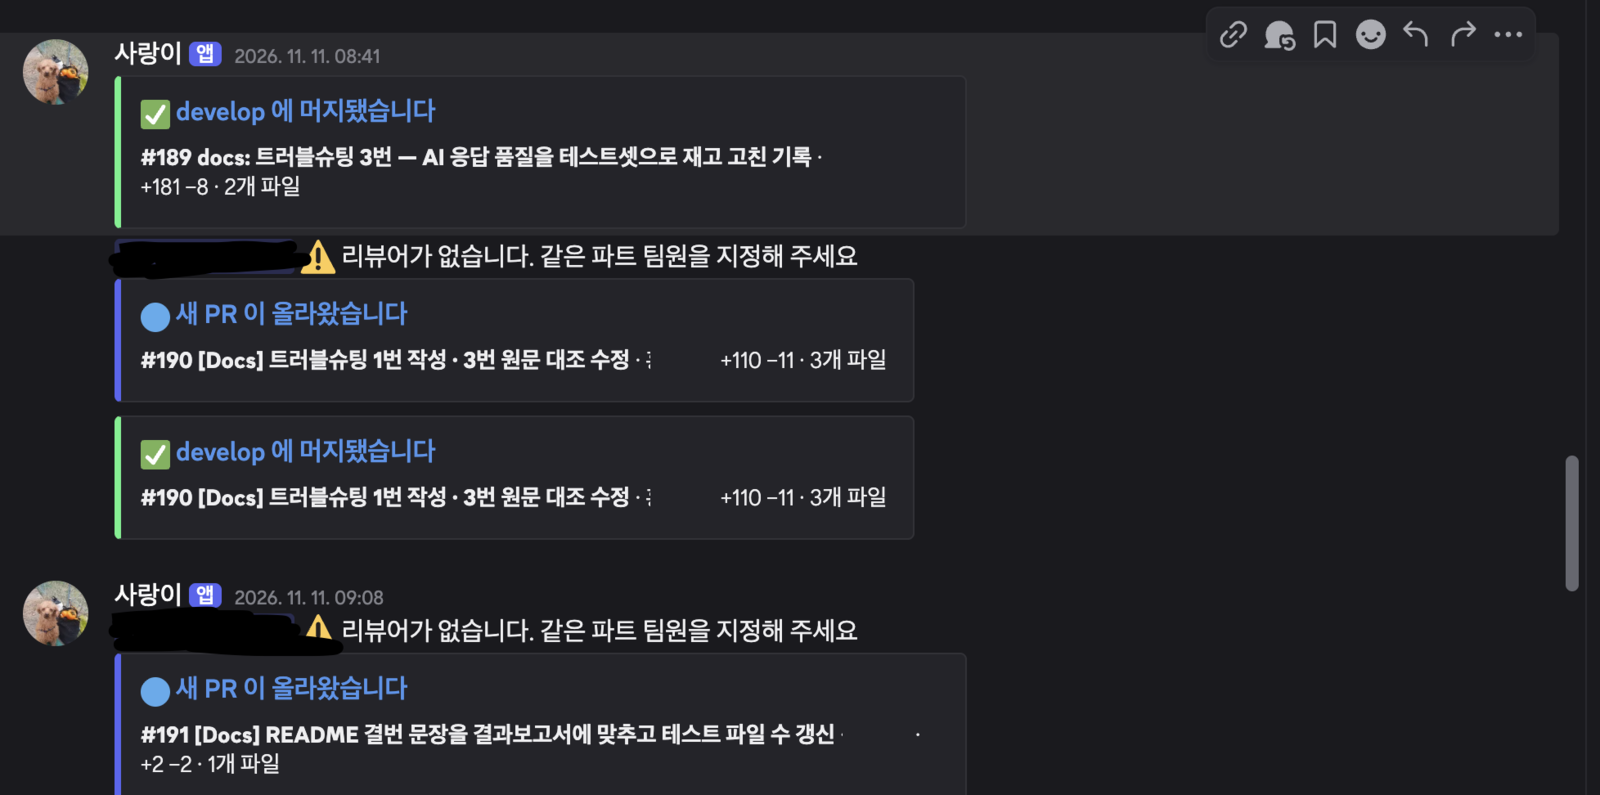 사랑이 앱 2026. 11. 11. 08:41
✅ develop 에 머지됐습니다
#189 docs: 트러블슈팅 3번 — AI 응답 품질을 테스트셋으로 재고 고친 기록 ·
+181 −8 · 2개 파일
⚠️ 리뷰어가 없습니다. 같은 파트 팀원을 지정해 주세요
🔵 새 PR 이 올라왔습니다
#190 [Docs] 트러블슈팅 1번 작성 · 3번 원문 대조 수정 · +110 −11 · 3개 파일
✅ develop 에 머지됐습니다
#190 [Docs] 트러블슈팅 1번 작성 · 3번 원문 대조 수정 · +110 −11 · 3개 파일
사랑이 앱 2026. 11. 11. 09:08
⚠️ 리뷰어가 없습니다. 같은 파트 팀원을 지정해 주세요
🔵 새 PR 이 올라왔습니다
#191 [Docs] README 결번 문장을 결과보고서에 맞추고 테스트 파일 수 갱신 · ·
+2 −2 · 1개 파일